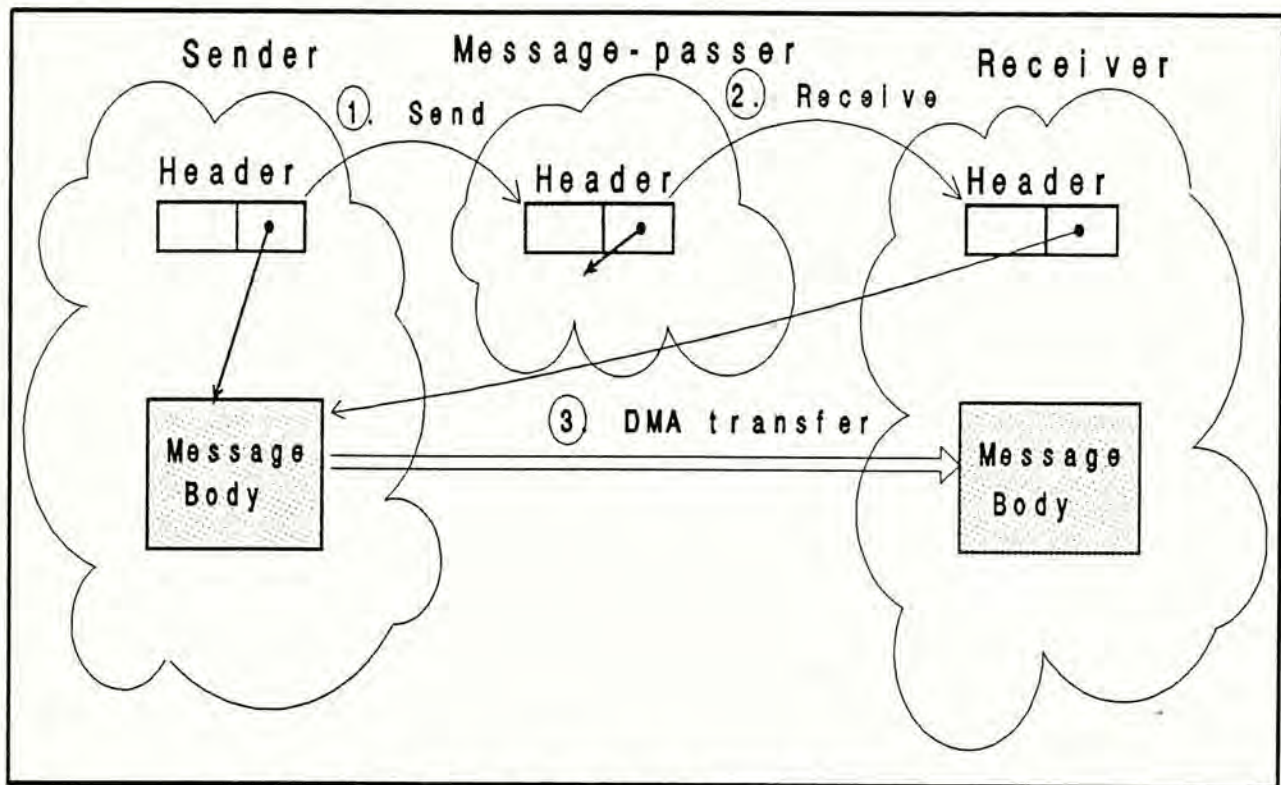 Sender
Message-passer
Receiver
1. Send
2. Receive
Header
Header
Header
3. DMA transfer
Message
Body
Message
Body